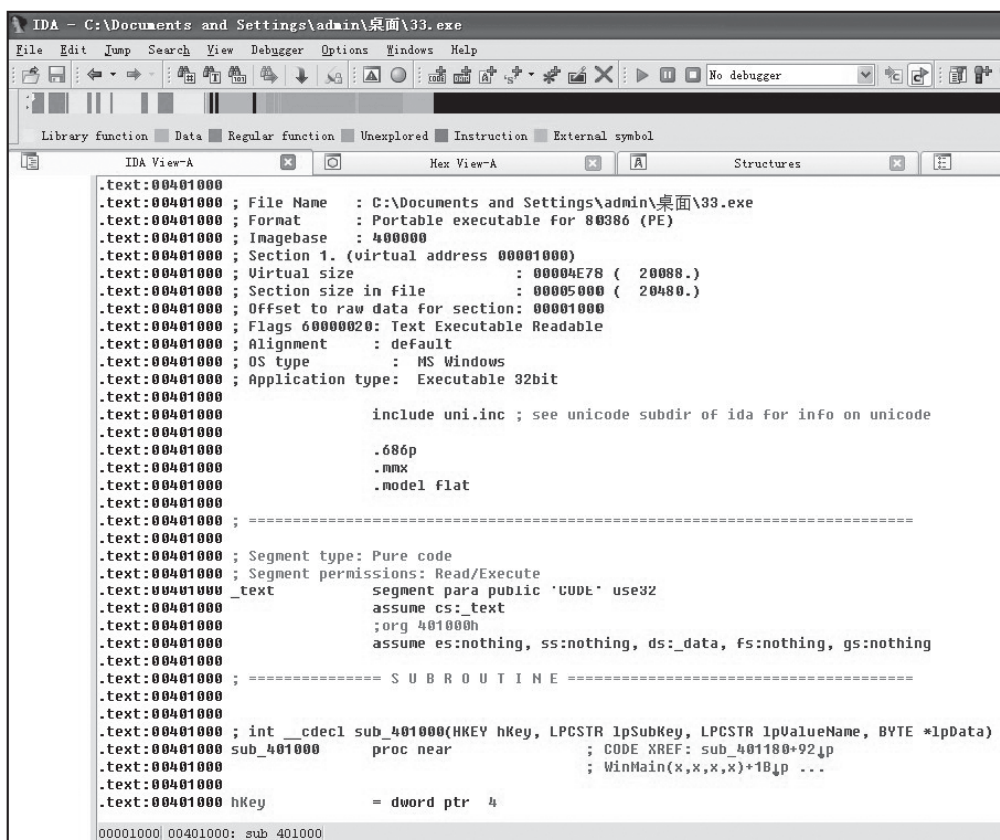 IDA - C:\Documents and Settings\admin\桌面\33.exe
File Edit Jump Search View Debugger Options Windows Help
No debugger
Library function Data Regular function Unexplored Instruction External symbol
IDA View-A Hex View-A Structures
.text:00401000
.text:00401000 ; File Name : C:\Documents and Settings\admin\桌面\33.exe
.text:00401000 ; Format : Portable executable for 80386 (PE)
.text:00401000 ; Imagebase : 400000
.text:00401000 ; Section 1. (virtual address 00001000)
.text:00401000 ; Virtual size : 00004E78 ( 20088.)
.text:00401000 ; Section size in file : 00005000 ( 20480.)
.text:00401000 ; Offset to raw data for section: 00001000
.text:00401000 ; Flags 60000020: Text Executable Readable
.text:00401000 ; Alignment : default
.text:00401000 ; OS type : MS Windows
.text:00401000 ; Application type: Executable 32bit
.text:00401000
.text:00401000 include uni.inc ; see unicode subdir of ida for info on unicode
.text:00401000
.text:00401000 .686p
.text:00401000 .mmx
.text:00401000 .model flat
.text:00401000
.text:00401000 ; ===========================================================================
.text:00401000
.text:00401000 ; Segment type: Pure code
.text:00401000 ; Segment permissions: Read/Execute
.text:00401000 _text segment para public 'CODE' use32
.text:00401000 assume cs:_text
.text:00401000 ;org 401000h
.text:00401000 assume es:nothing, ss:nothing, ds:_data, fs:nothing, gs:nothing
.text:00401000
.text:00401000 ; =============== S U B R O U T I N E =======================================
.text:00401000
.text:00401000
.text:00401000 ; int __cdecl sub_401000(HKEY hKey, LPCSTR lpSubKey, LPCSTR lpValueName, BYTE *lpData)
.text:00401000 sub_401000 proc near ; CODE XREF: sub_401180+92↓p
.text:00401000 ; WinMain(x,x,x,x)+1B↓p ...
.text:00401000
.text:00401000 hKey = dword ptr 4
00001000 00401000: sub_401000